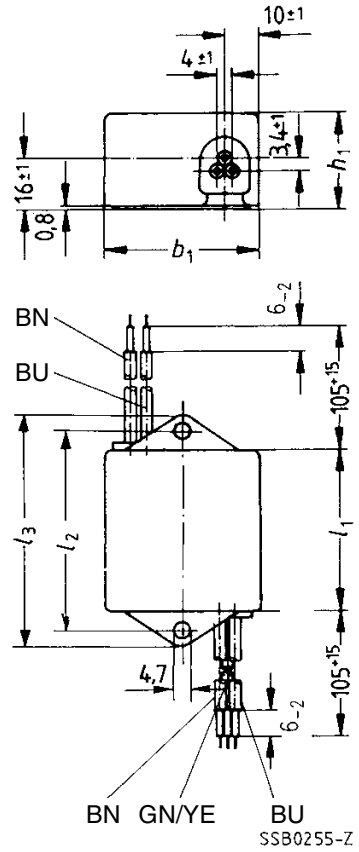 10±1
4 ±1
3,4±1
h1
16±1
0,8
b1
BN
BU
6–2
105+15
l3
l2
l1
4,7
6–2
105+15
BN GN/YE BU
SSB0255-Z